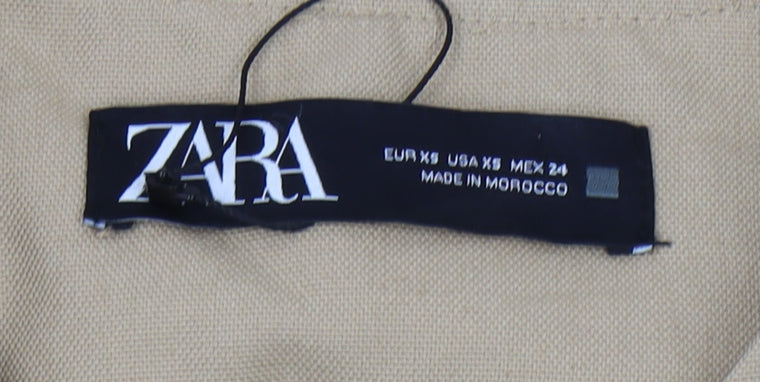 ZARA
EUR XS USA XS MEX 24
MADE IN MOROCCO